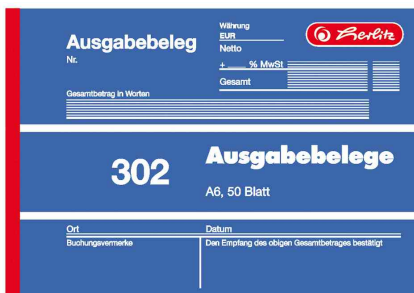 Ausgabebeleg
Nr.
Währung
EUR
Netto
+ ___ % MwSt
Gesamt
Herlitz
Gesamtbetrag in Worten
302
Ausgabebelege
A6, 50 Blatt
Ort
Datum
Buchungsvermerke
Den Empfang des obigen Gesamtbetrages bestätigt